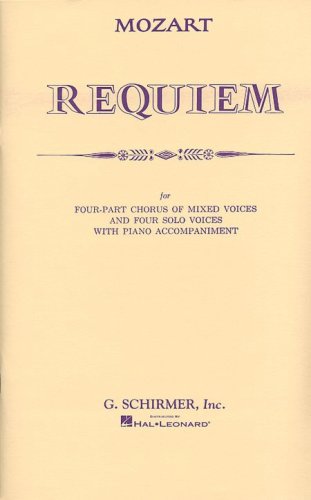 MOZART
REQUIEM
for
FOUR-PART CHORUS OF MIXED VOICES
AND FOUR SOLO VOICES
WITH PIANO ACCOMPANIMENT
G. SCHIRMER, Inc.
DISTRIBUTED BY
HAL•LEONARD®